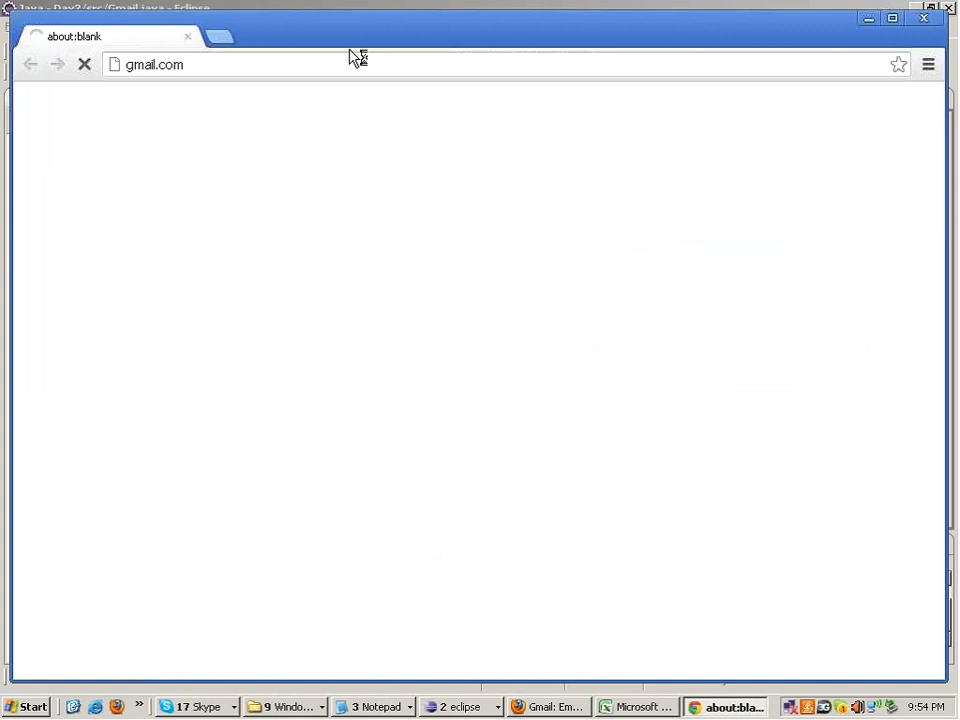 Java - Day2/src/Gmail.java - Eclipse
about:blank
gmail.com
Start
»
17 Skype
9 Windo...
3 Notepad
2 eclipse
Gmail: Em...
Microsoft ...
about:bla...
9:54 PM